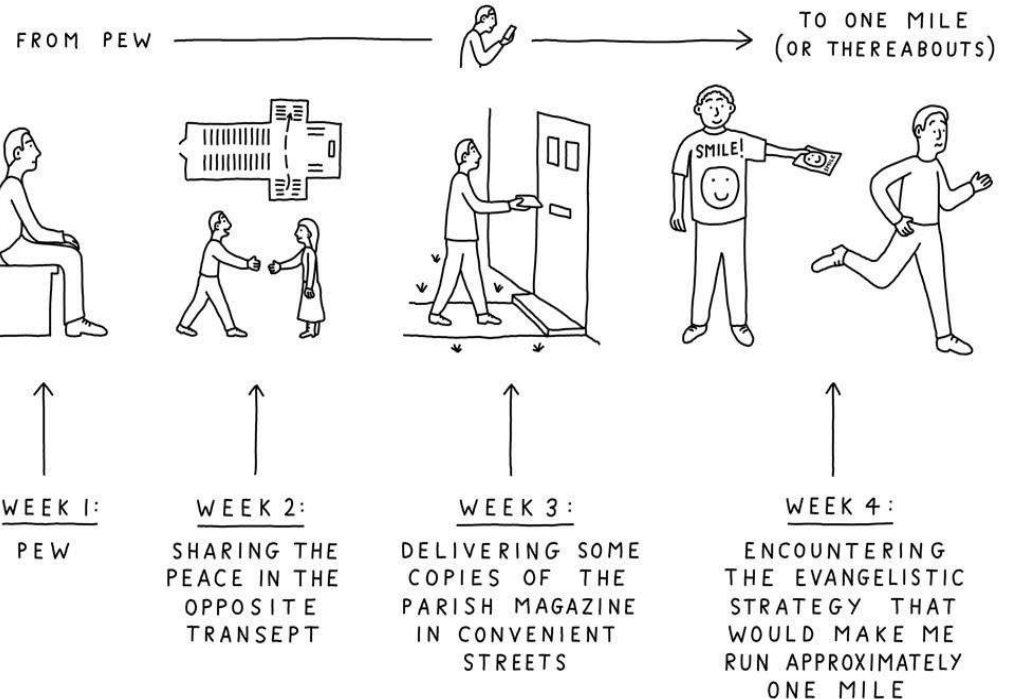 FROM PEW
TO ONE MILE
(OR THEREABOUTS)
SMILE!
SMILE
WEEK 1:
PEW
WEEK 2:
SHARING THE
PEACE IN THE
OPPOSITE
TRANSEPT
WEEK 3:
DELIVERING SOME
COPIES OF THE
PARISH MAGAZINE
IN CONVENIENT
STREETS
WEEK 4:
ENCOUNTERING
THE EVANGELISTIC
STRATEGY THAT
WOULD MAKE ME
RUN APPROXIMATELY
ONE MILE